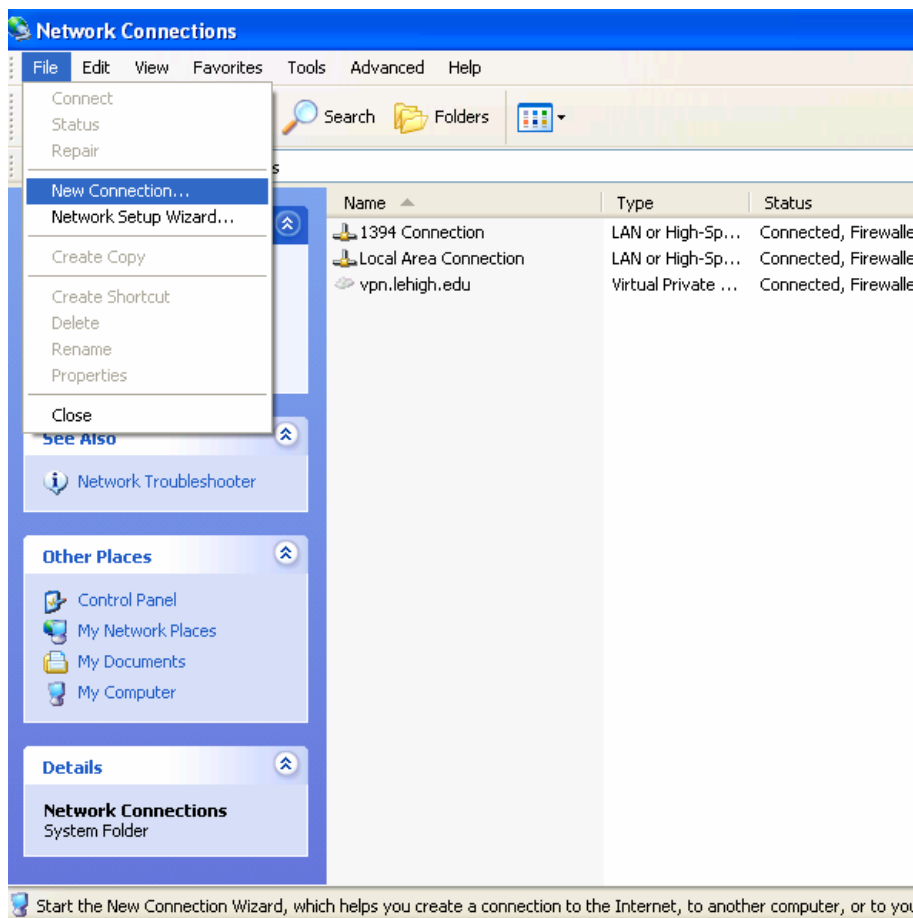 Network Connections
File Edit View Favorites Tools Advanced Help
Connect
Status
Repair
New Connection...
Network Setup Wizard...
Create Copy
Create Shortcut
Delete
Rename
Properties
Close
Search Folders
s
Name Type Status
1394 Connection LAN or High-Sp... Connected, Firewalle
Local Area Connection LAN or High-Sp... Connected, Firewalle
vpn.lehigh.edu Virtual Private ... Connected, Firewalle
See Also
Network Troubleshooter
Other Places
Control Panel
My Network Places
My Documents
My Computer
Details
Network Connections
System Folder
Start the New Connection Wizard, which helps you create a connection to the Internet, to another computer, or to you